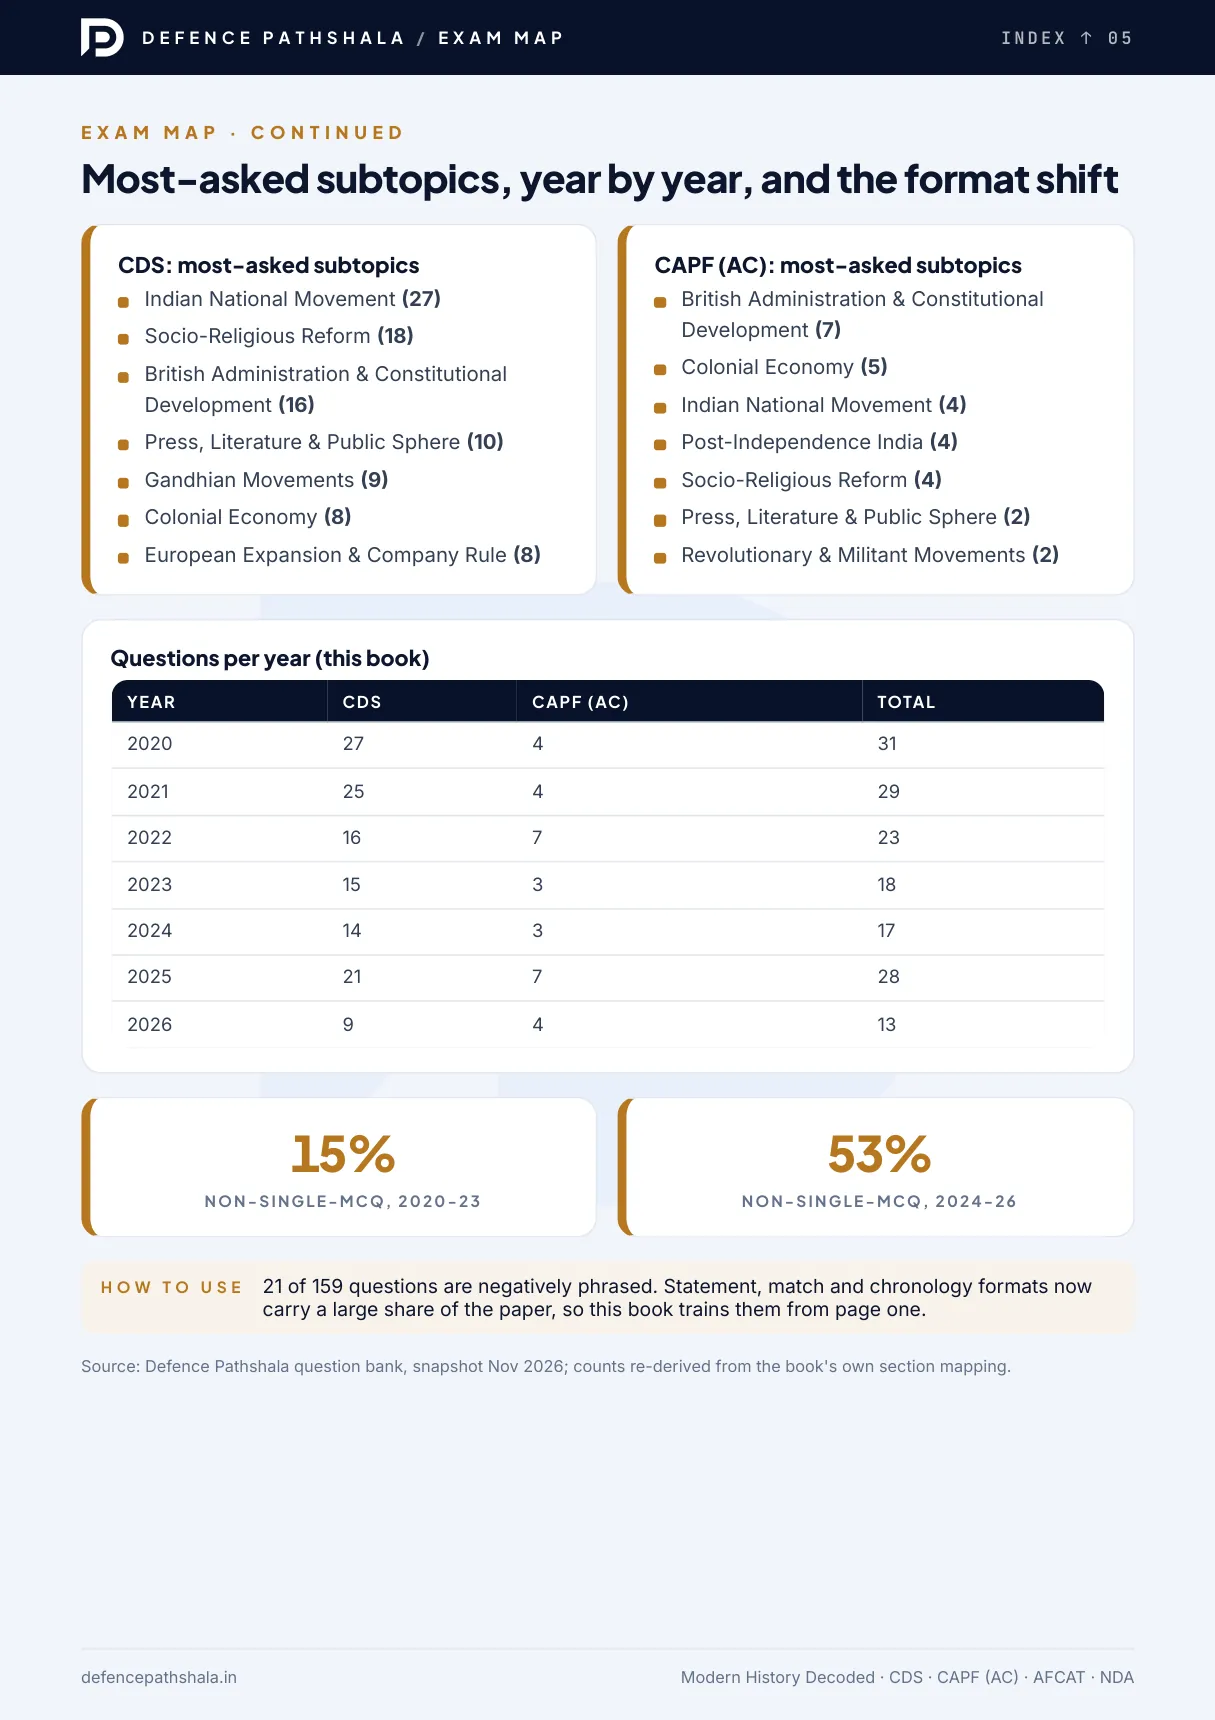 DEFENCE PATHSHALA / EXAM MAP
INDEX ↑ 05
EXAM MAP · CONTINUED
Most-asked subtopics, year by year, and the format shift
CDS: most-asked subtopics
Indian National Movement (27)
Socio-Religious Reform (18)
British Administration & Constitutional
Development (16)
Press, Literature & Public Sphere (10)
Gandhian Movements (9)
Colonial Economy (8)
European Expansion & Company Rule (8)
CAPF (AC): most-asked subtopics
British Administration & Constitutional
Development (7)
Colonial Economy (5)
Indian National Movement (4)
Post-Independence India (4)
Socio-Religious Reform (4)
Press, Literature & Public Sphere (2)
Revolutionary & Militant Movements (2)
Questions per year (this book)
YEAR CDS CAPF (AC) TOTAL
2020 27 4 31
2021 25 4 29
2022 16 7 23
2023 15 3 18
2024 14 3 17
2025 21 7 28
2026 9 4 13
15%
NON-SINGLE-MCQ, 2020-23
53%
NON-SINGLE-MCQ, 2024-26
HOW TO USE 21 of 159 questions are negatively phrased. Statement, match and chronology formats now
carry a large share of the paper, so this book trains them from page one.
Source: Defence Pathshala question bank, snapshot Nov 2026; counts re-derived from the book's own section mapping.
defencepathshala.in
Modern History Decoded · CDS · CAPF (AC) · AFCAT · NDA